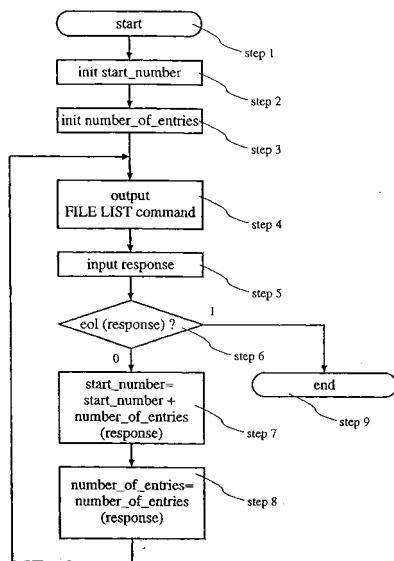 start
step 1
init start_number
step 2
init number_of_entries
step 3
output
FILE LIST command
step 4
input response
step 5
eol (response) ?
1
step 6
0
end
step 9
start_number=
start_number +
number_of_entries
(response)
step 7
number_of_entries=
number_of_entries
(response)
step 8